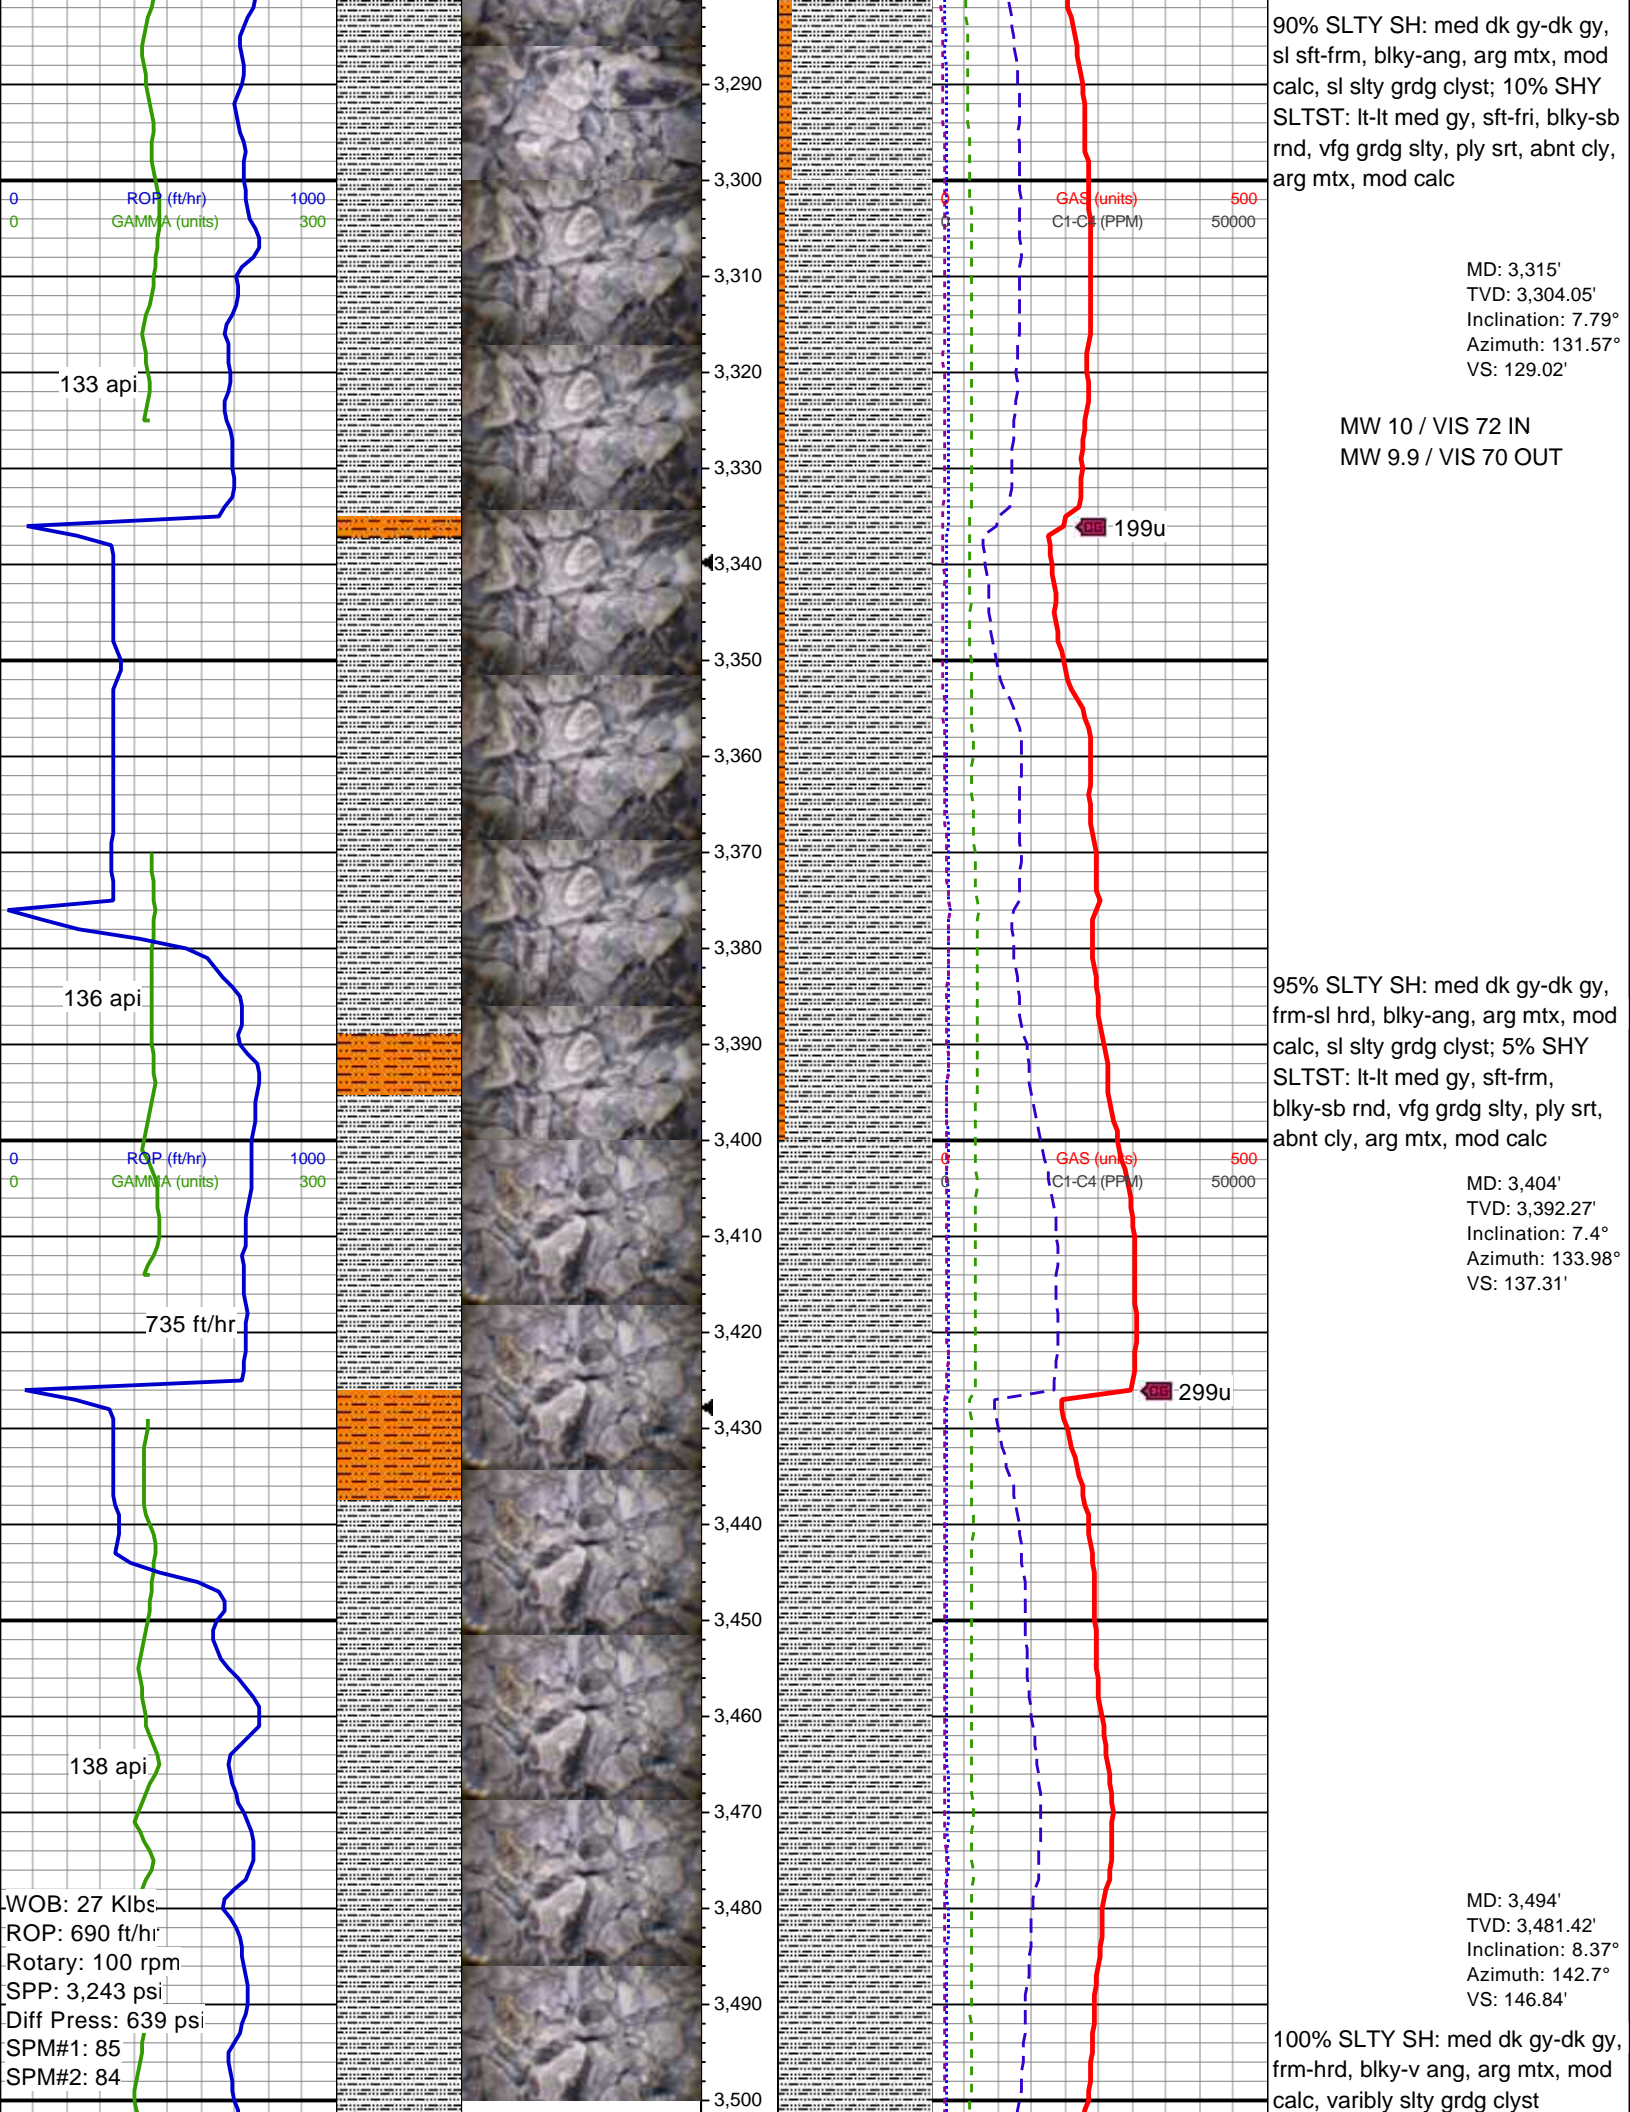 90% SLTY SH: med dk gy-dk gy,
sl sft-frm, blky-ang, arg mtx, mod
calc, sl slty grdg clyst; 10% SHY
SLTST: lt-lt med gy, sft-fri, blky-sb
rnd, vfg grdg slty, ply srt, abnt cly,
arg mtx, mod calc
3,290
3,300
0 ROP (ft/hr) 1000
0 GAMMA (units) 300
0 GAS (units) 500
0 C1-C4 (PPM) 50000
3,310
MD: 3,315'
TVD: 3,304.05'
Inclination: 7.79°
Azimuth: 131.57°
VS: 129.02'
3,320
133 api
MW 10 / VIS 72 IN
MW 9.9 / VIS 70 OUT
3,330
CG 199u
3,340
3,350
3,360
3,370
3,380
136 api
95% SLTY SH: med dk gy-dk gy,
frm-sl hrd, blky-ang, arg mtx, mod
calc, sl slty grdg clyst; 5% SHY
SLTST: lt-lt med gy, sft-frm,
blky-sb rnd, vfg grdg slty, ply srt,
abnt cly, arg mtx, mod calc
3,390
3,400
0 ROP (ft/hr) 1000
0 GAMMA (units) 300
0 GAS (units) 500
0 C1-C4 (PPM) 50000
MD: 3,404'
TVD: 3,392.27'
Inclination: 7.4°
Azimuth: 133.98°
VS: 137.31'
3,410
735 ft/hr
3,420
CG 299u
3,430
3,440
3,450
3,460
138 api
3,470
3,480
WOB: 27 Klbs
ROP: 690 ft/hr
Rotary: 100 rpm
SPP: 3,243 psi
Diff Press: 639 psi
SPM#1: 85
SPM#2: 84
MD: 3,494'
TVD: 3,481.42'
Inclination: 8.37°
Azimuth: 142.7°
VS: 146.84'
3,490
3,500
100% SLTY SH: med dk gy-dk gy,
frm-hrd, blky-v ang, arg mtx, mod
calc, varibly slty grdg clyst